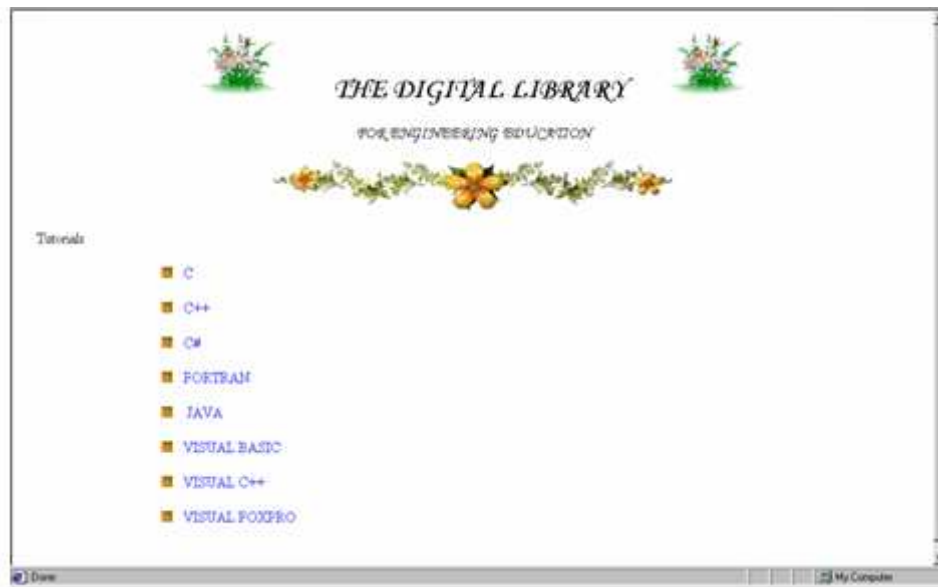 THE DIGITAL LIBRARY
FOR ENGINEERING EDUCATION
Tutorials
C
C++
C#
FORTRAN
JAVA
VISUAL BASIC
VISUAL C++
VISUAL FOXPRO
Done
My Computer